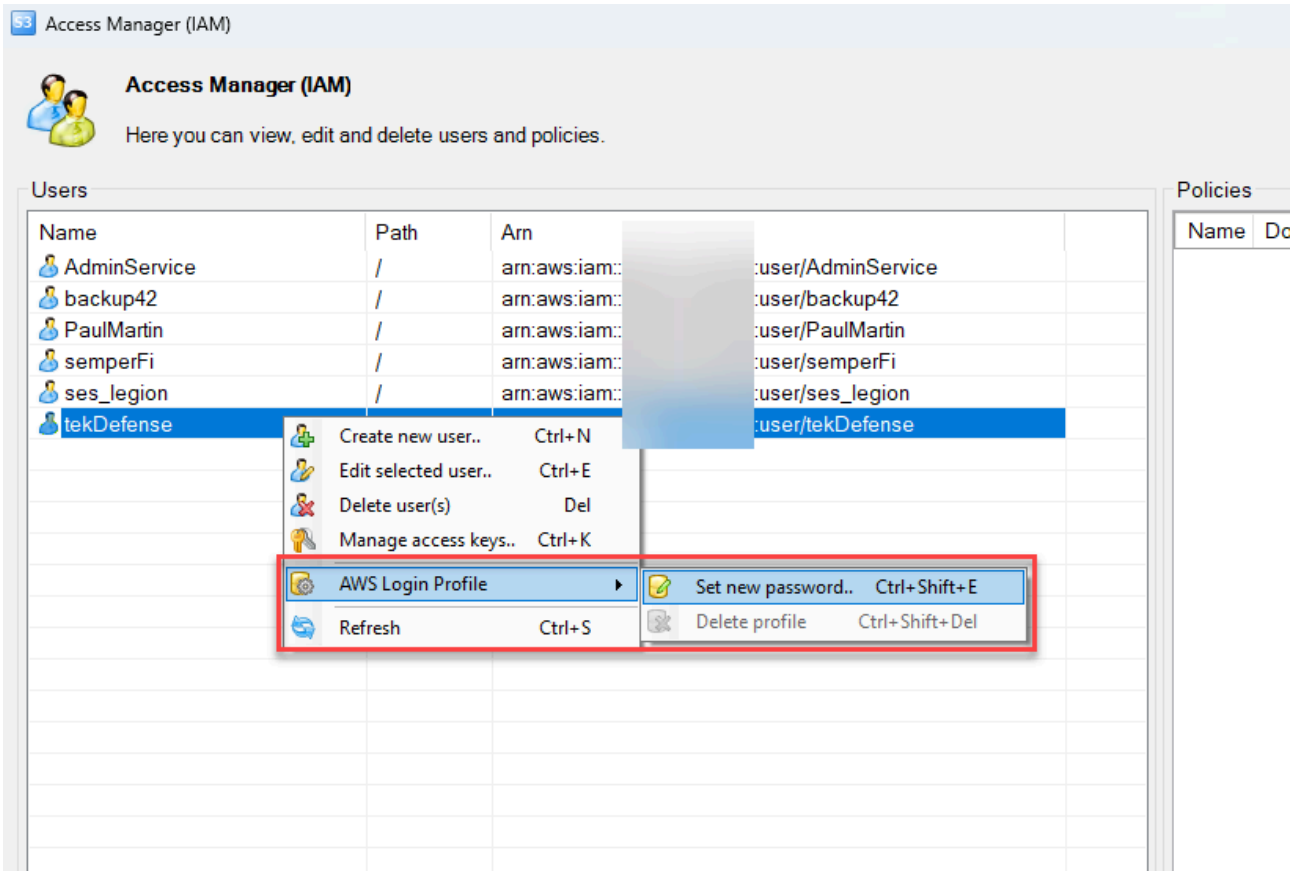 S3 Access Manager (IAM)
Access Manager (IAM)
Here you can view, edit and delete users and policies.
Users
Name Path Arn
AdminService / arn:aws:iam:: :user/AdminService
backup42 / arn:aws:iam:: :user/backup42
PaulMartin / arn:aws:iam:: :user/PaulMartin
semperFi / arn:aws:iam:: :user/semperFi
ses_legion / arn:aws:iam:: :user/ses_legion
tekDefense :user/tekDefense
Create new user.. Ctrl+N
Edit selected user.. Ctrl+E
Delete user(s) Del
Manage access keys.. Ctrl+K
AWS Login Profile
Refresh Ctrl+S
Set new password.. Ctrl+Shift+E
Delete profile Ctrl+Shift+Del
Policies
Name Do